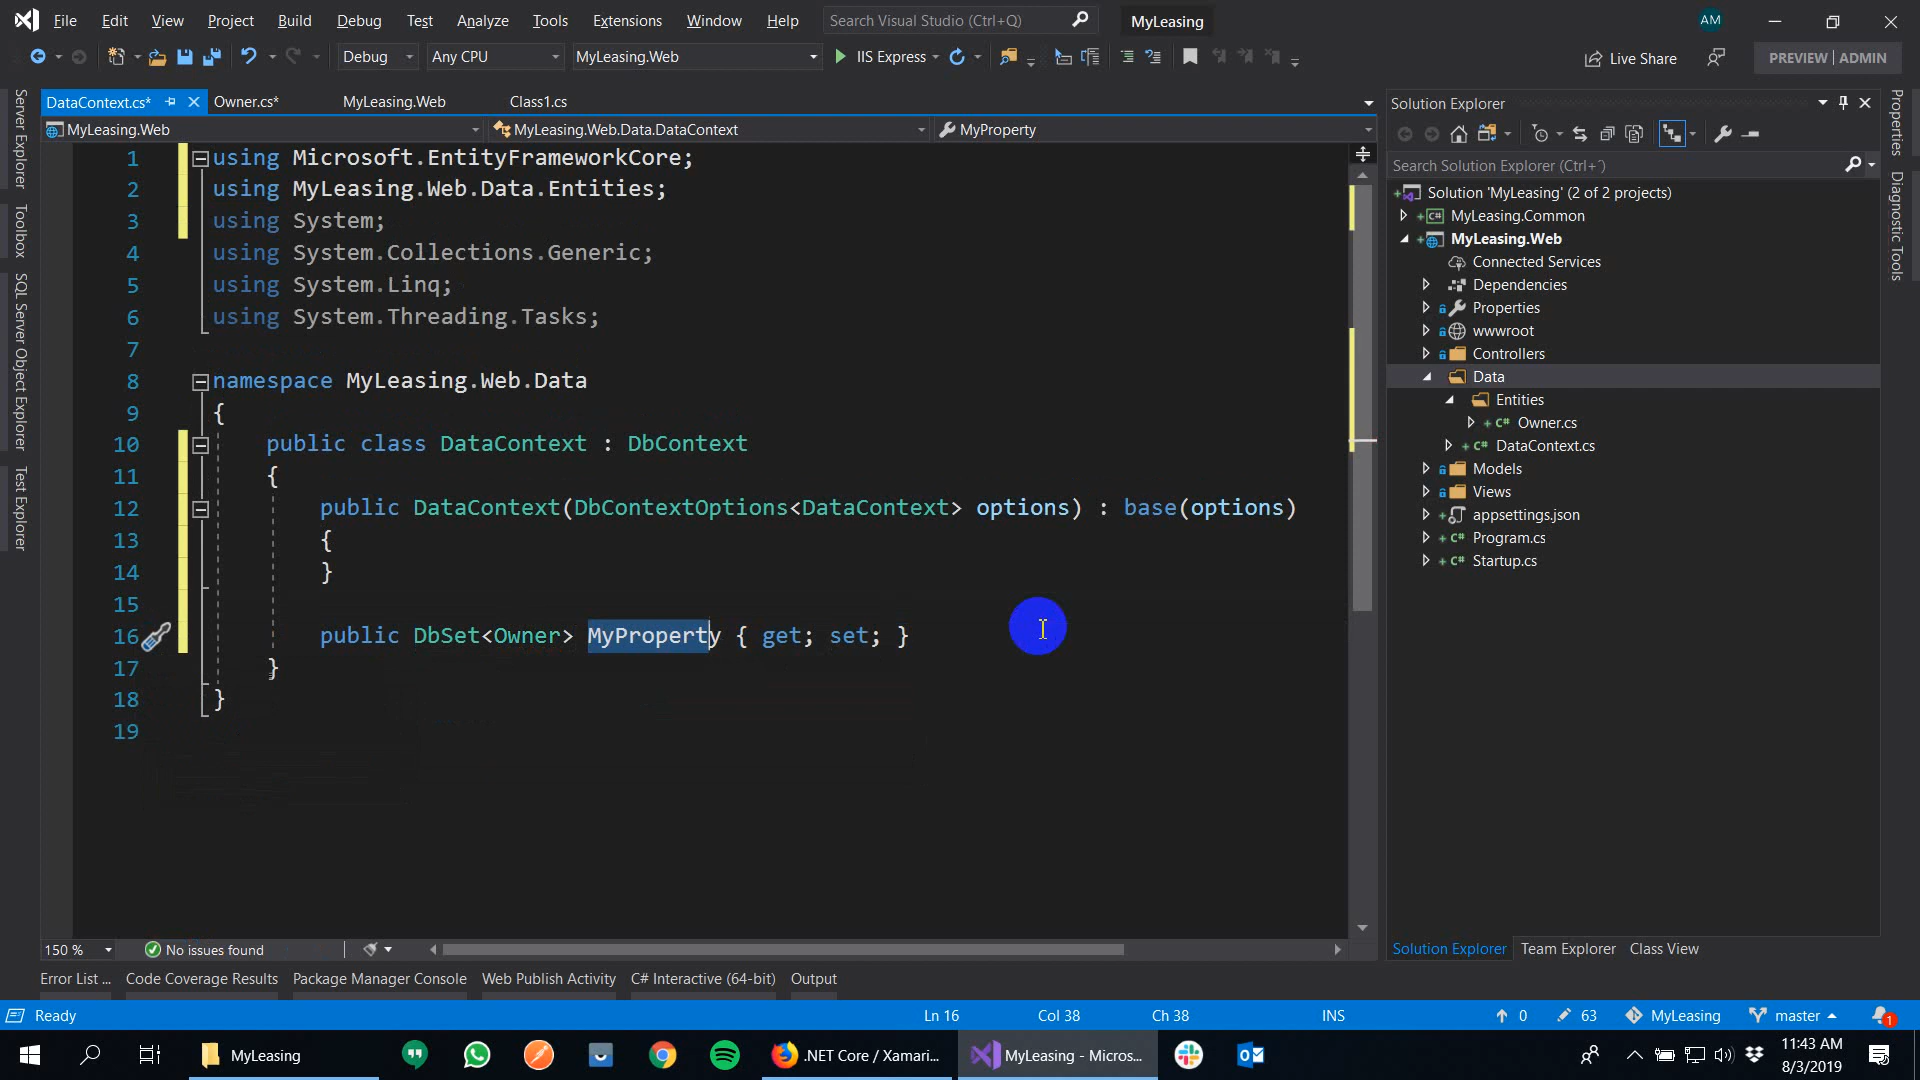 File Edit View Project Build Debug Test Analyze Tools Extensions Window Help Search Visual Studio (Ctrl+Q) MyLeasing AM
Debug Any CPU MyLeasing.Web IIS Express Live Share PREVIEW | ADMIN
DataContext.cs* Owner.cs* MyLeasing.Web Class1.cs
MyLeasing.Web MyLeasing.Web.Data.DataContext MyProperty
Server Explorer
Toolbox
SQL Server Object Explorer
Test Explorer
1 using Microsoft.EntityFrameworkCore;
2 using MyLeasing.Web.Data.Entities;
3 using System;
4 using System.Collections.Generic;
5 using System.Linq;
6 using System.Threading.Tasks;
7
8 namespace MyLeasing.Web.Data
9 {
10 public class DataContext : DbContext
11 {
12 public DataContext(DbContextOptions<DataContext> options) : base(options)
13 {
14 }
15
16 public DbSet<Owner> MyProperty { get; set; }
17 }
18 }
19
150 % No issues found
Solution Explorer
Search Solution Explorer (Ctrl+´)
Solution 'MyLeasing' (2 of 2 projects)
MyLeasing.Common
MyLeasing.Web
Connected Services
Dependencies
Properties
wwwroot
Controllers
Data
Entities
Owner.cs
DataContext.cs
Models
Views
appsettings.json
Program.cs
Startup.cs
Solution Explorer Team Explorer Class View
Properties
Diagnostic Tools
Error List ... Code Coverage Results Package Manager Console Web Publish Activity C# Interactive (64-bit) Output
Ready Ln 16 Col 38 Ch 38 INS 0 63 MyLeasing master 1
MyLeasing .NET Core / Xamari... MyLeasing - Micros... 11:43 AM
8/3/2019